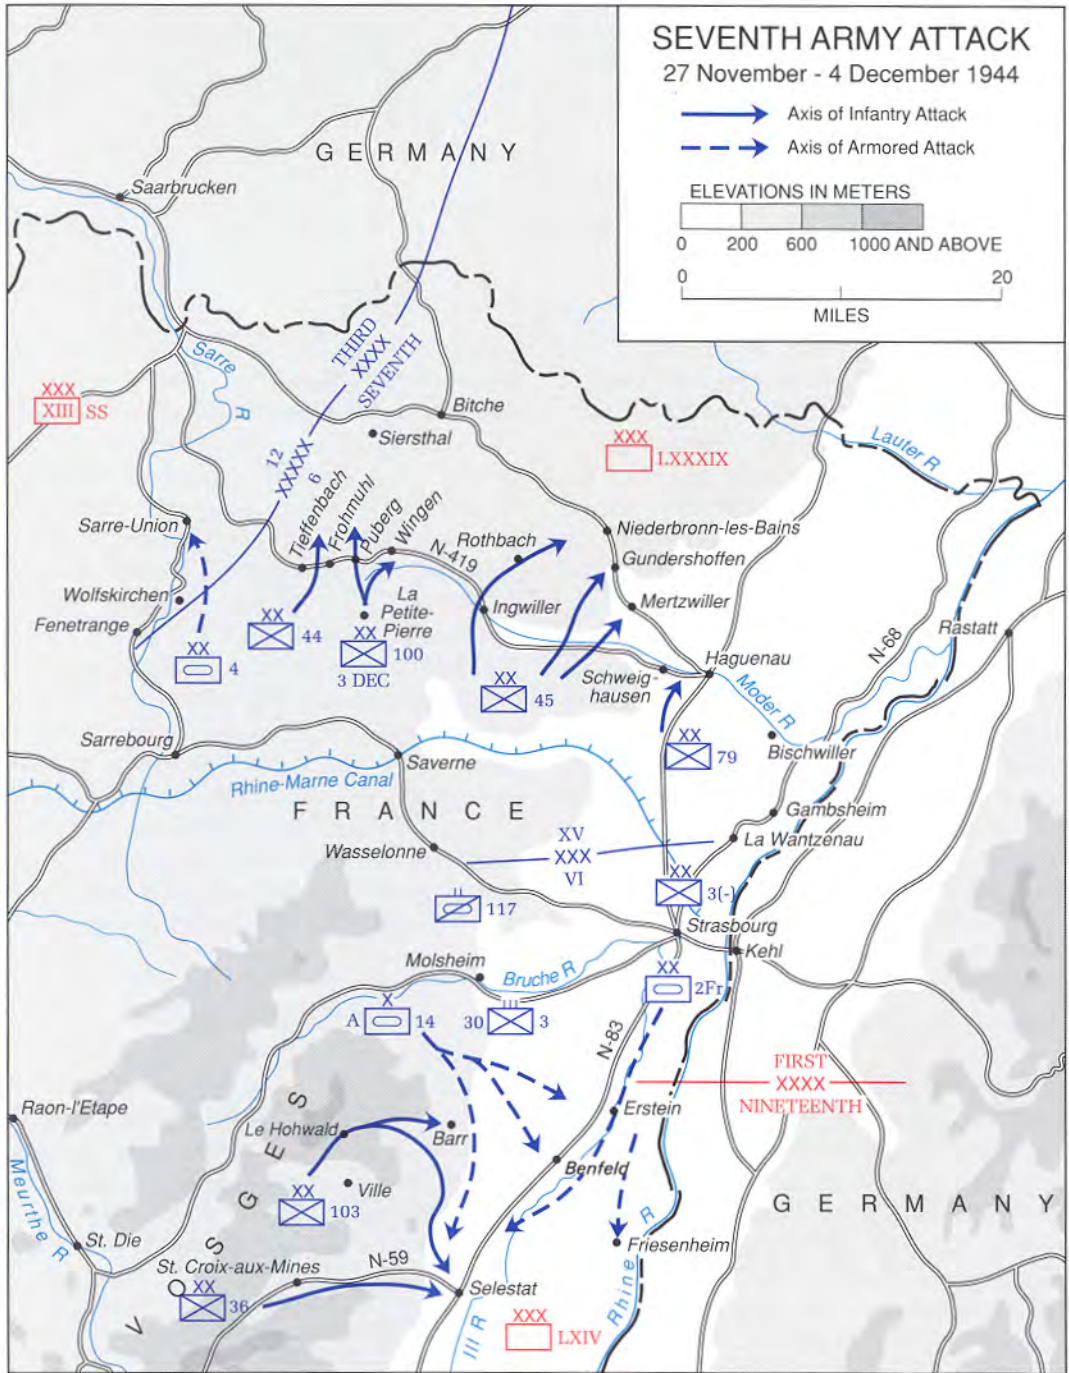 SEVENTH ARMY ATTACK
27 November - 4 December 1944
Axis of Infantry Attack
Axis of Armored Attack
ELEVATIONS IN METERS
0 200 600 1000 AND ABOVE
0 20
MILES
GERMANY
Saarbrucken
THIRD
XXXX
SEVENTH
Sarre
R
XXX
XIII SS
Bitche
Siersthal
XXX
LXXXIX
Lauter R
12
XXXXX
6
Sarre-Union
Tieffenbach
Frohmuhl
Puberg
Wingen
N-419
Rothbach
Niederbronn-les-Bains
Gundershoffen
Wolfskirchen
Fenetrange
La
Petite-
Pierre
Ingwiller
Mertzwiller
N-68
Rastatt
XX
4
XX
44
XX
100
3 DEC
XX
45
Schweig-
hausen
Haguenau
Moder R
XX
79
Bischwiller
Sarrebourg
Saverne
Rhine-Marne Canal
FRANCE
Gambsheim
La Wantzenau
Wasselonne
XV
XXX
VI
XX
3(-)
117
Strasbourg
Kehl
Molsheim
Bruche R
XX
2Fr
X
A 14
III
30 3
N-83
FIRST
XXXX
NINETEENTH
Raon-l'Etape
Meurthe R
Le Hohwald
Barr
Erstein
Benfeld
VOSGES
XX
103
Ville
GERMANY
St. Die
St. Croix-aux-Mines
N-59
Friesenheim
Rhine R
XX
36
Selestat
Ill R
XXX
LXIV